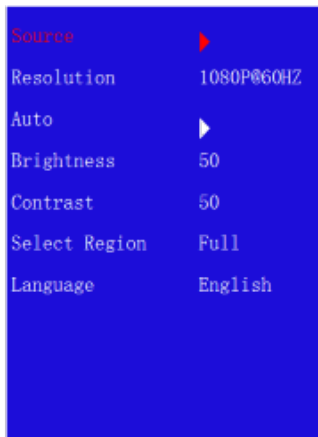 Source
Resolution 1080P@60HZ
Auto
Brightness 50
Contrast 50
Select Region Full
Language English